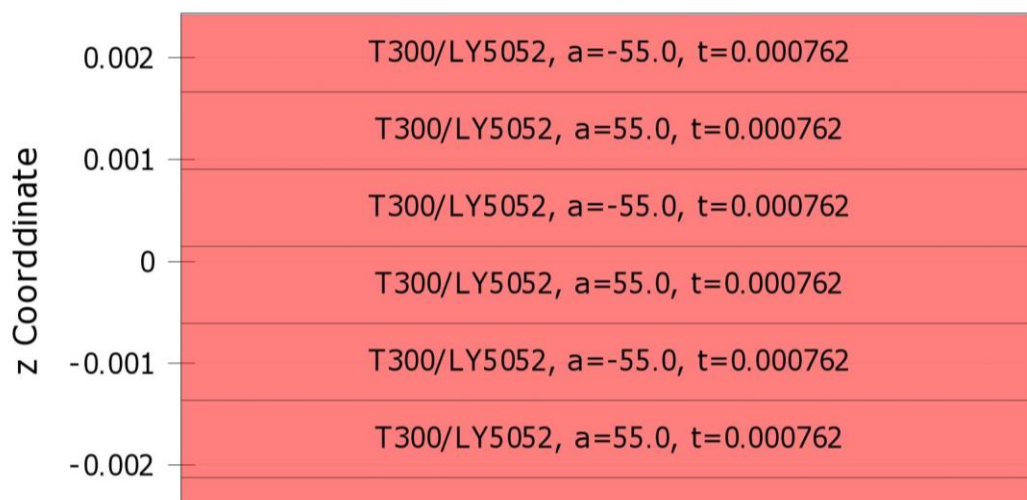 0.002
T300/LY5052, a=-55.0, t=0.000762
T300/LY5052, a=55.0, t=0.000762
0.001
T300/LY5052, a=-55.0, t=0.000762
0
T300/LY5052, a=55.0, t=0.000762
-0.001
T300/LY5052, a=-55.0, t=0.000762
T300/LY5052, a=55.0, t=0.000762
-0.002
z Coorddinate